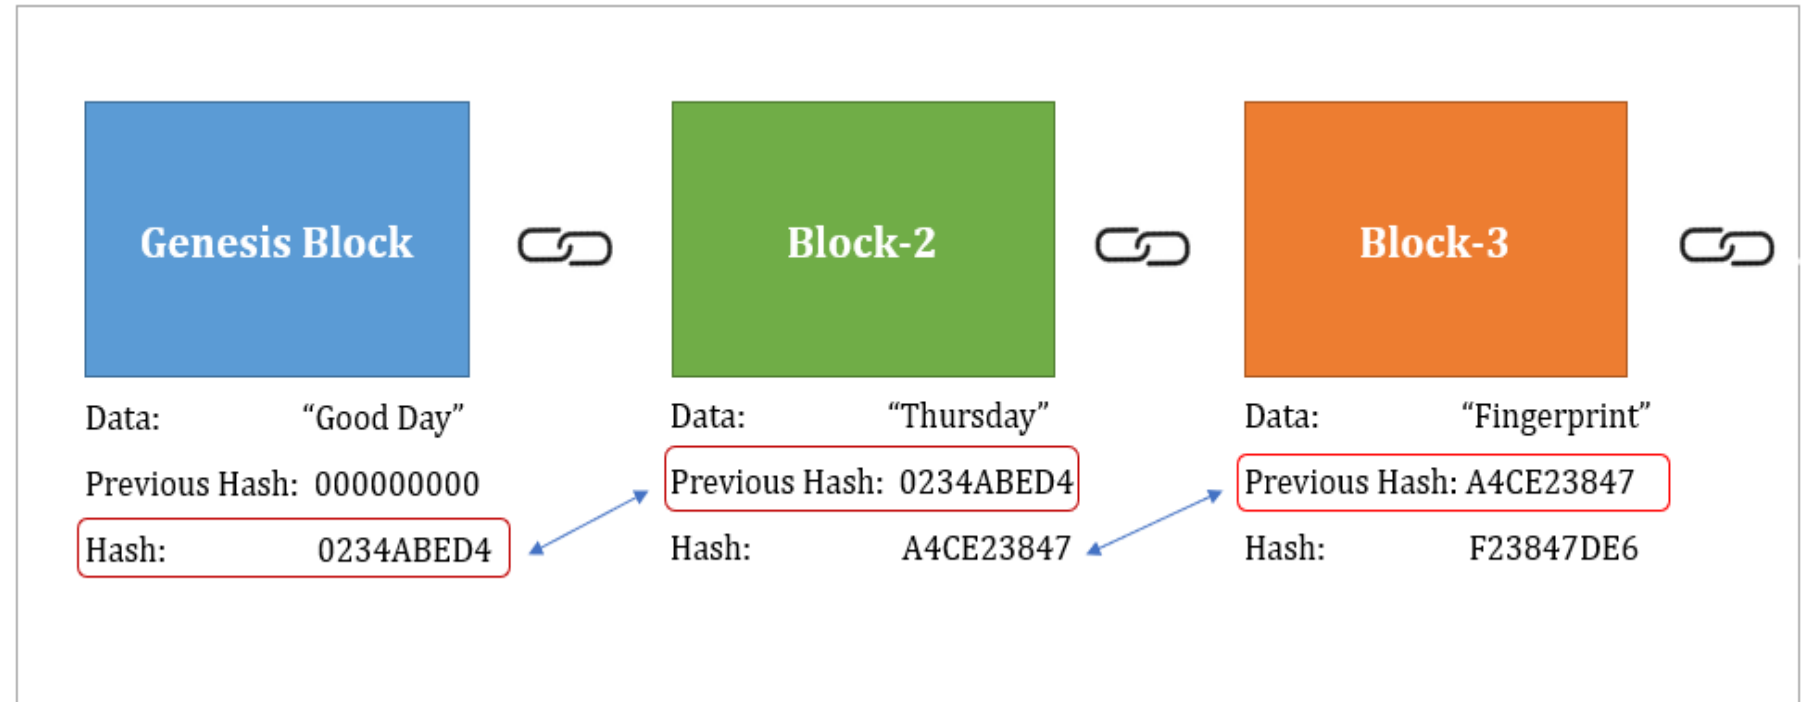 Genesis Block
Data: “Good Day”
Previous Hash: 000000000
Hash: 0234ABED4
Block-2
Data: “Thursday”
Previous Hash: 0234ABED4
Hash: A4CE23847
Block-3
Data: “Fingerprint”
Previous Hash: A4CE23847
Hash: F23847DE6